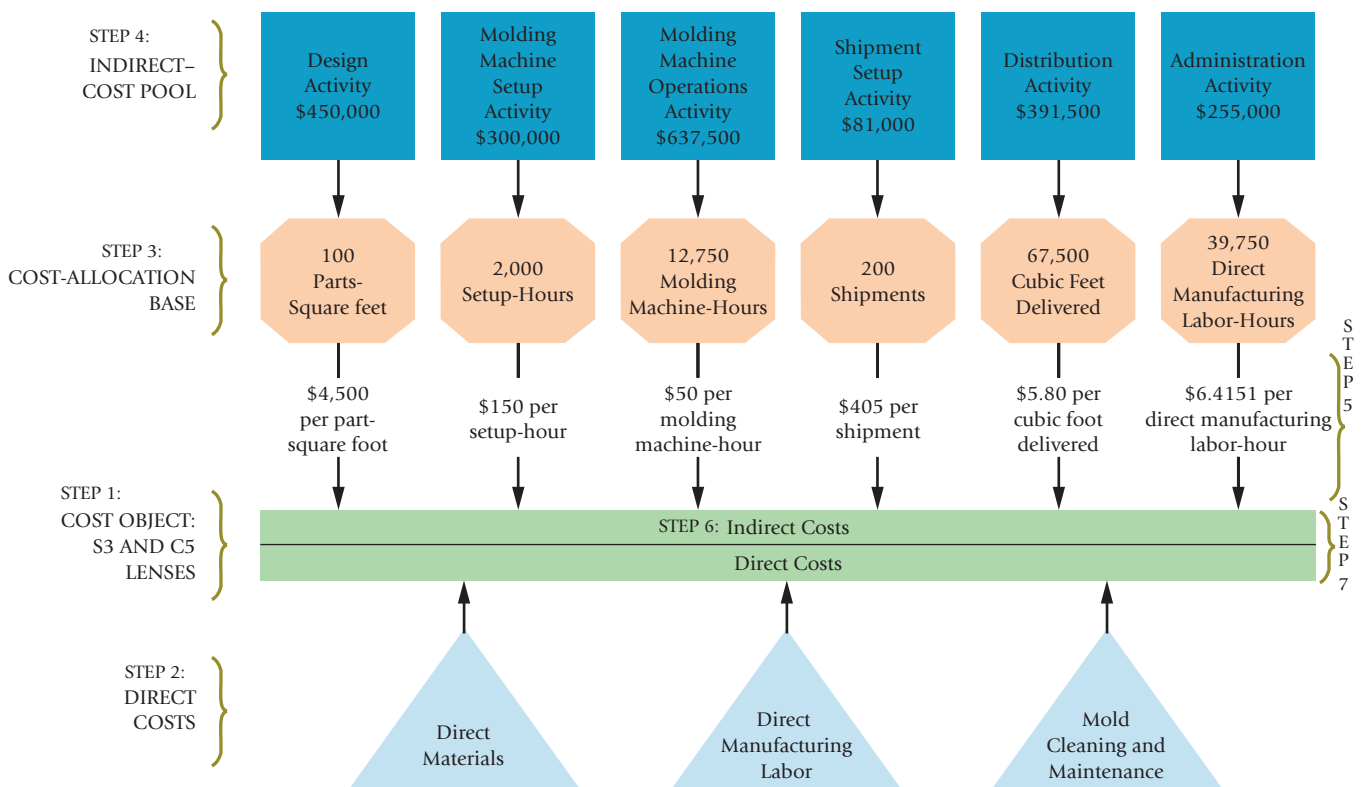 STEP 4:
INDIRECT–
COST POOL
Design
Activity
$450,000
Molding
Machine
Setup
Activity
$300,000
Molding
Machine
Operations
Activity
$637,500
Shipment
Setup
Activity
$81,000
Distribution
Activity
$391,500
Administration
Activity
$255,000
STEP 3:
COST-ALLOCATION
BASE
100
Parts-
Square feet
2,000
Setup-Hours
12,750
Molding
Machine-Hours
200
Shipments
67,500
Cubic Feet
Delivered
39,750
Direct
Manufacturing
Labor-Hours
$4,500
per part-
square foot
$150 per
setup-hour
$50 per
molding
machine-hour
$405 per
shipment
$5.80 per
cubic foot
delivered
$6.4151 per
direct manufacturing
labor-hour
STEP 5
STEP 1:
COST OBJECT:
S3 AND C5
LENSES
STEP 6: Indirect Costs
Direct Costs
STEP 7
STEP 2:
DIRECT
COSTS
Direct
Materials
Direct
Manufacturing
Labor
Mold
Cleaning and
Maintenance